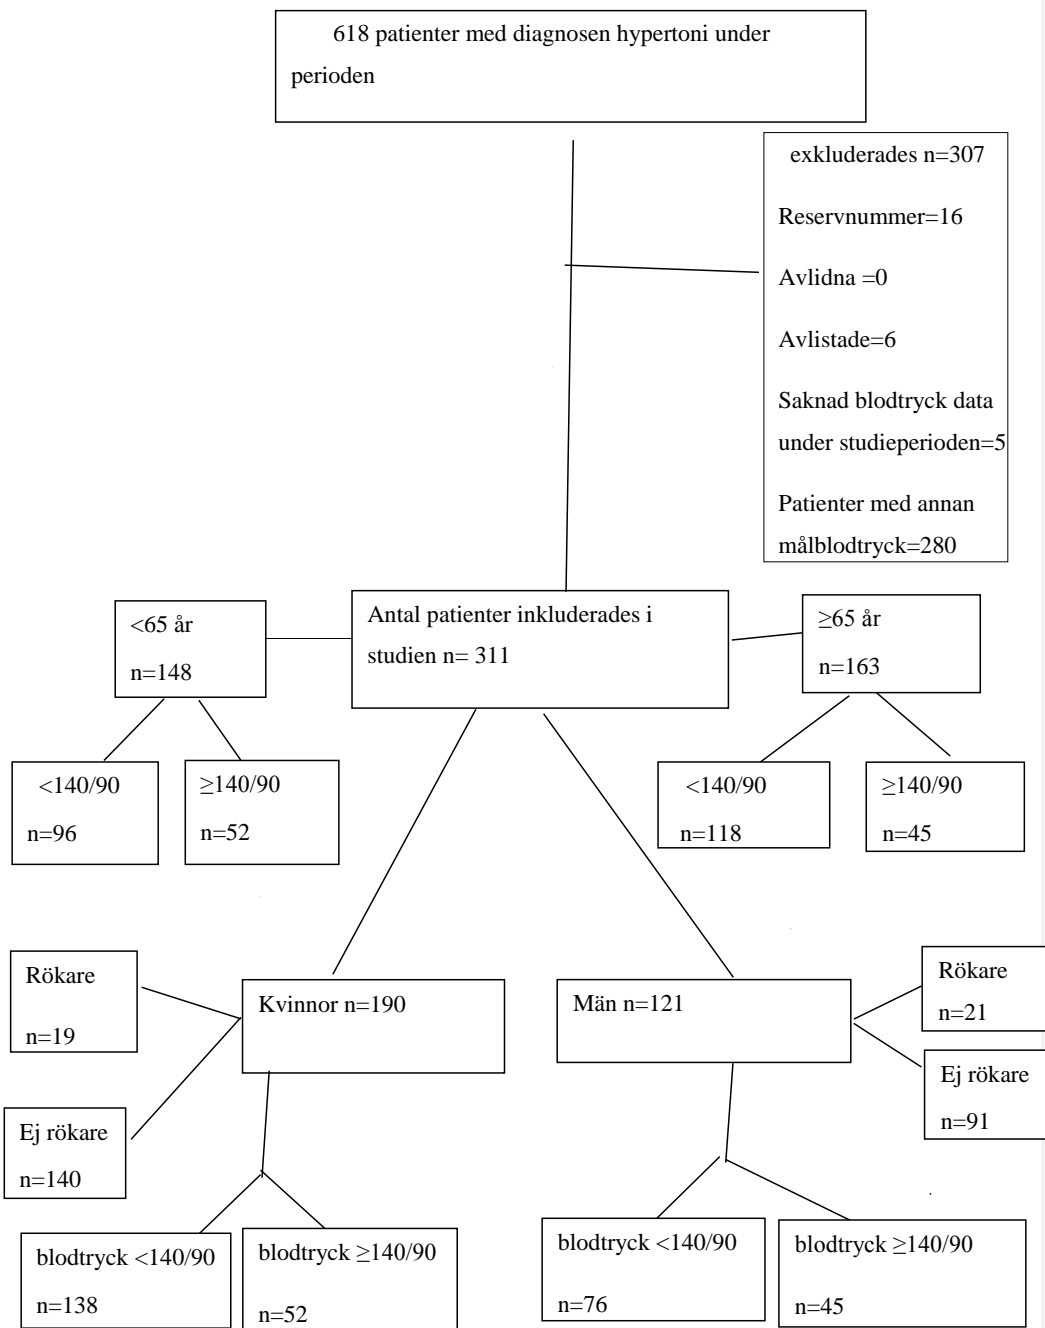 618 patienter med diagnosen hypertoni under
perioden
exkluderades n=307
Reservnummer=16
Avlidna =0
Avlistade=6
Saknad blodtryck data
under studieperioden=5
Patienter med annan
målblodtryck=280
<65 år
n=148
Antal patienter inkluderades i
studien n= 311
≥65 år
n=163
<140/90
n=96
≥140/90
n=52
<140/90
n=118
≥140/90
n=45
Rökare
n=19
Kvinnor n=190
Män n=121
Rökare
n=21
Ej rökare
n=91
Ej rökare
n=140
blodtryck <140/90
n=138
blodtryck ≥140/90
n=52
blodtryck <140/90
n=76
blodtryck ≥140/90
n=45